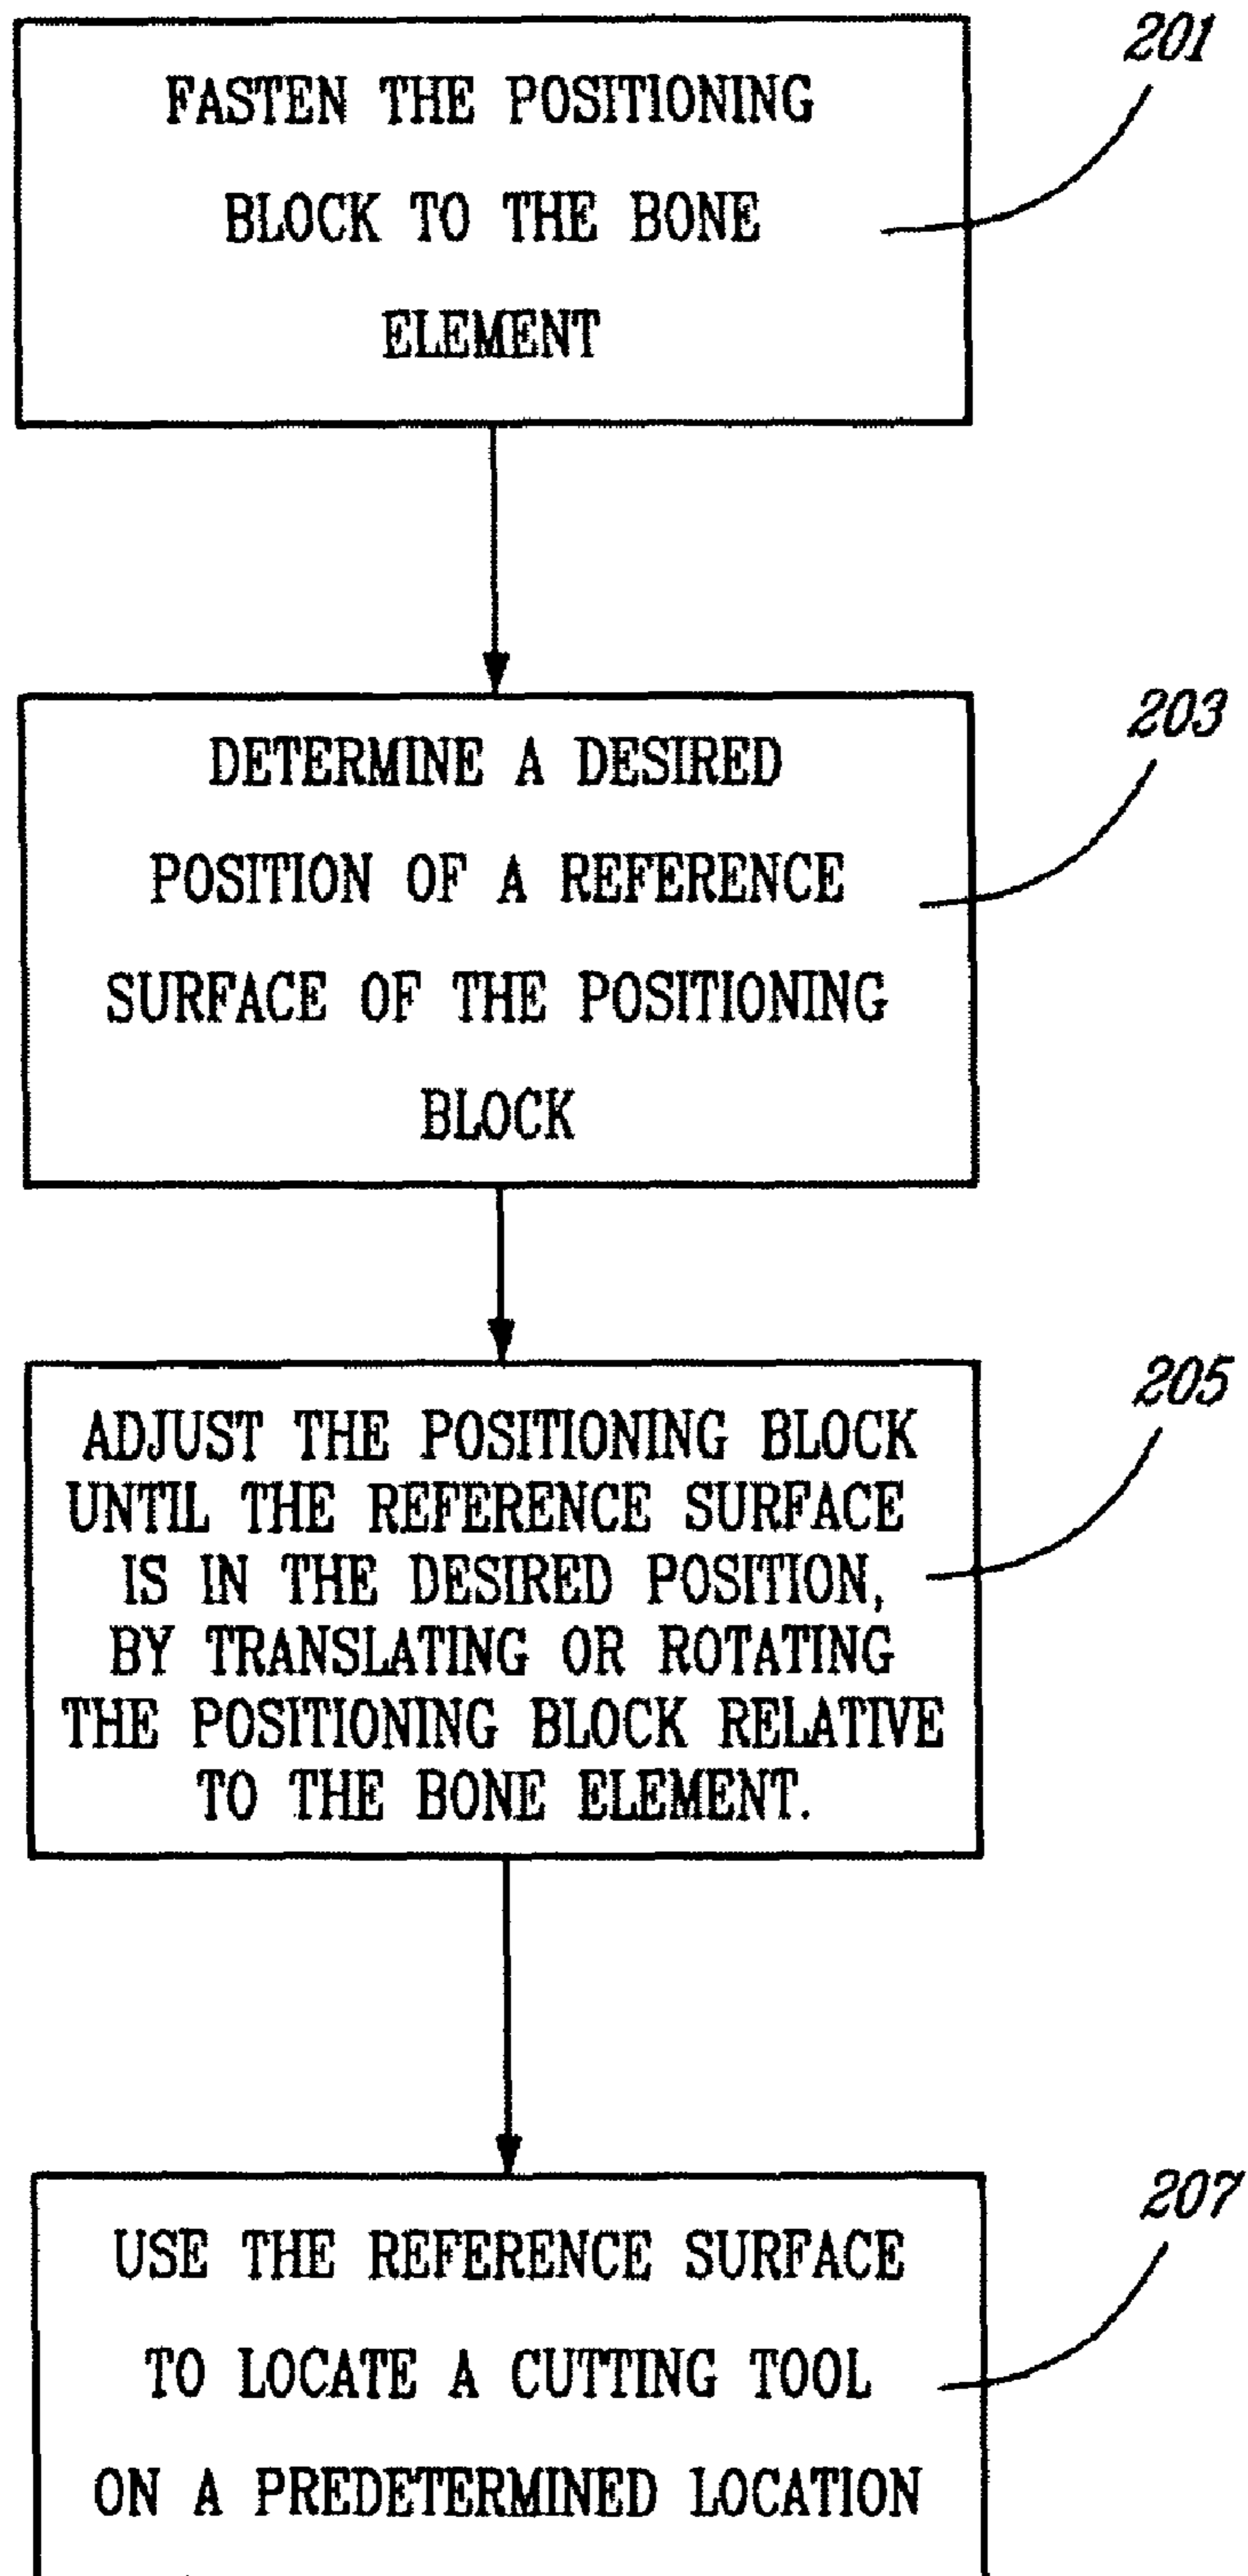 201
FASTEN THE POSITIONING
BLOCK TO THE BONE
ELEMENT
203
DETERMINE A DESIRED
POSITION OF A REFERENCE
SURFACE OF THE POSITIONING
BLOCK
205
ADJUST THE POSITIONING BLOCK
UNTIL THE REFERENCE SURFACE
IS IN THE DESIRED POSITION,
BY TRANSLATING OR ROTATING
THE POSITIONING BLOCK RELATIVE
TO THE BONE ELEMENT.
207
USE THE REFERENCE SURFACE
TO LOCATE A CUTTING TOOL
ON A PREDETERMINED LOCATION